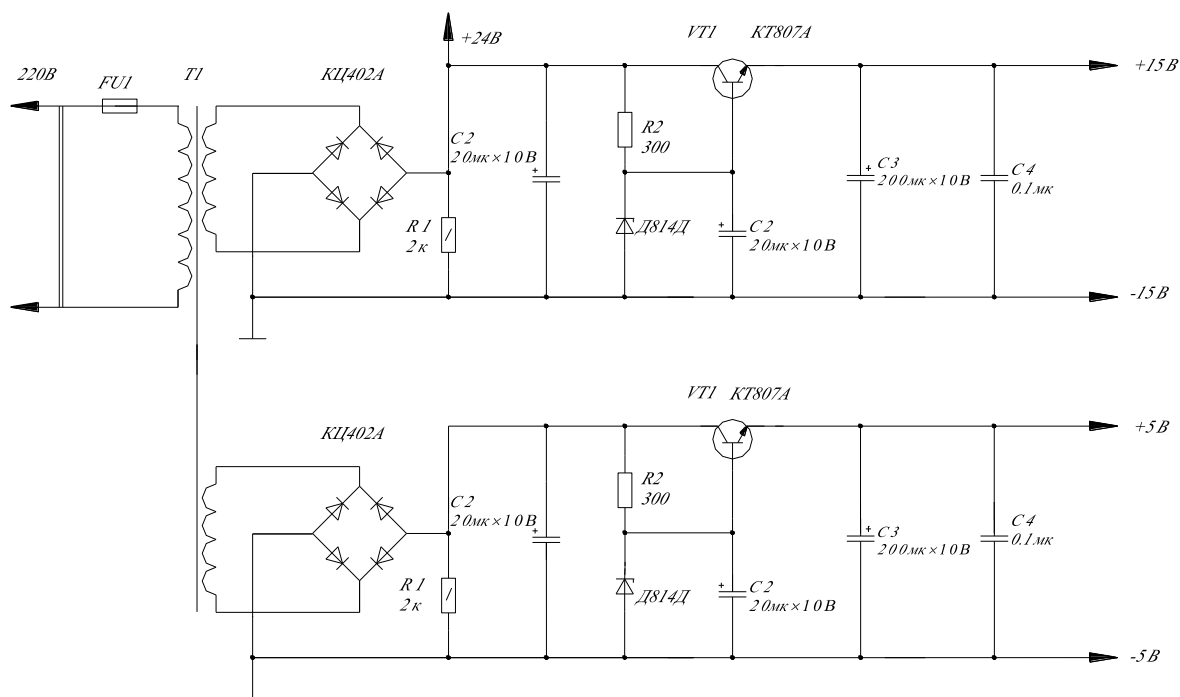 +24В
VT1 КТ807А
220В
FU1
T1
КЦ402А
+15В
C2
20мк×10В
R2
300
C3
200мк×10В
C4
0.1мк
R1
2к
Д814Д
C2
20мк×10В
-15В
VT1 КТ807А
КЦ402А
+5В
C2
20мк×10В
R2
300
C3
200мк×10В
C4
0.1мк
R1
2к
Д814Д
C2
20мк×10В
-5В